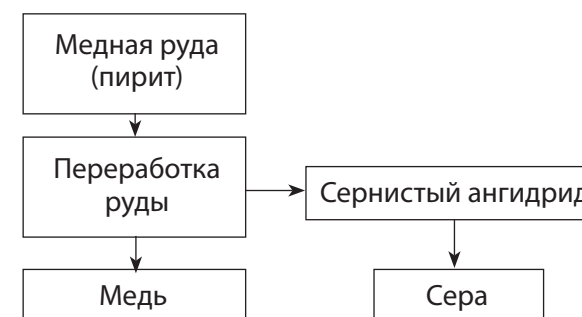 Медная руда
(пирит)
Переработка
руды
Сернистый ангидрид
Медь
Сера